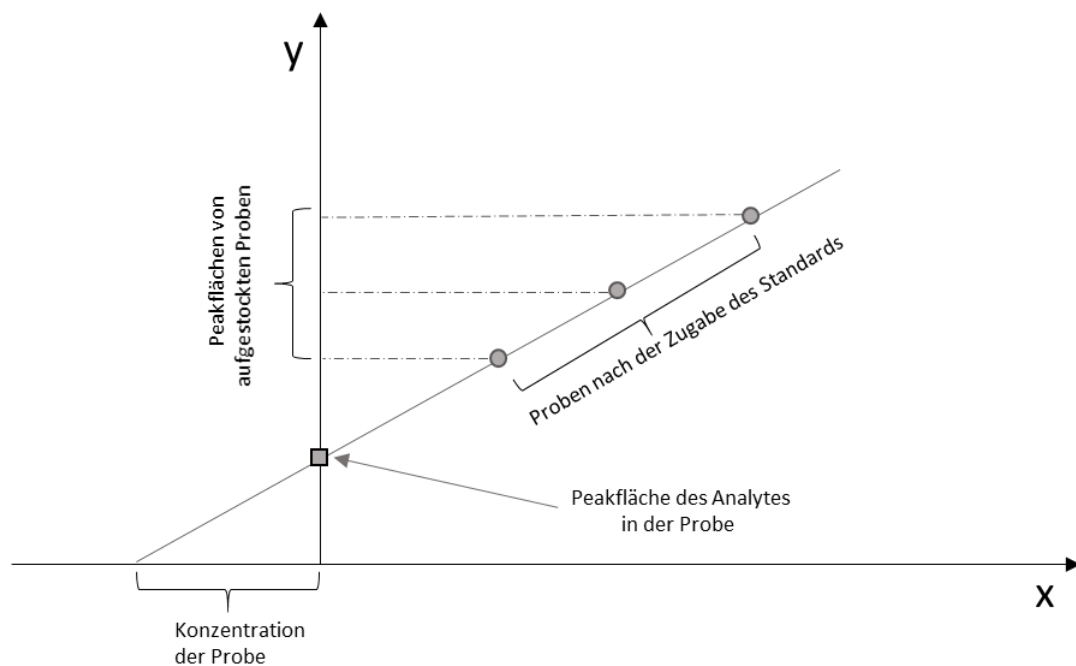 y
Peakflächen von
aufgestockten Proben
Proben nach der Zugabe des Standards
Peakfläche des Analytes
in der Probe
x
Konzentration
der Probe